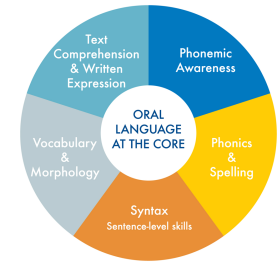 Text
Comprehension
& Written
Expression
Phonemic
Awareness
ORAL
LANGUAGE
AT THE CORE
Vocabulary
&
Morphology
Phonics
&
Spelling
Syntax
Sentence-level skills